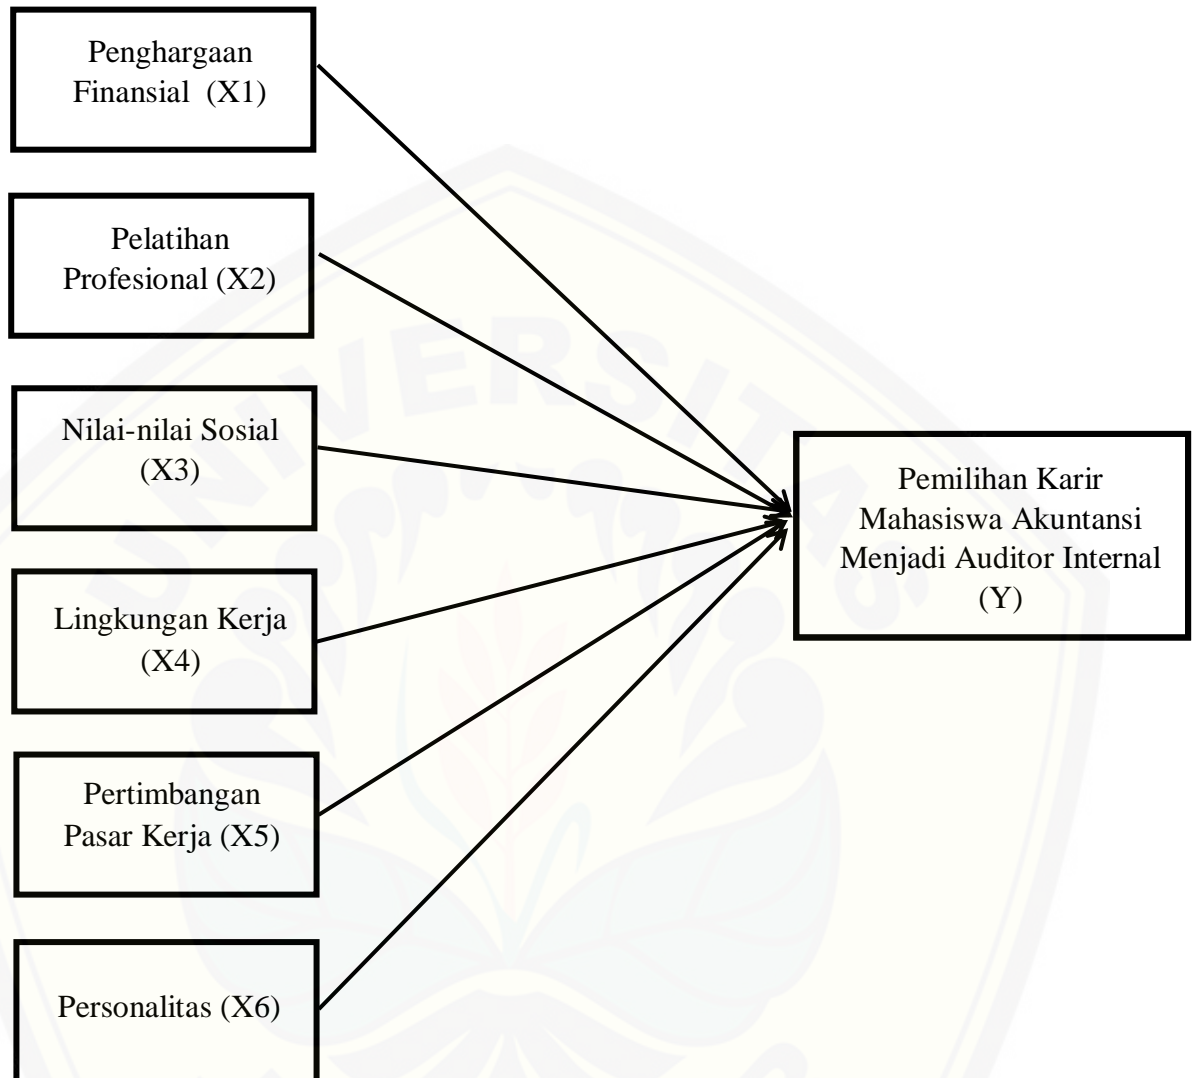 Penghargaan
Finansial (X1)
Pelatihan
Profesional (X2)
Nilai-nilai Sosial
(X3)
Lingkungan Kerja
(X4)
Pertimbangan
Pasar Kerja (X5)
Personalitas (X6)
Pemilihan Karir
Mahasiswa Akuntansi
Menjadi Auditor Internal
(Y)
UNIVERSITAS